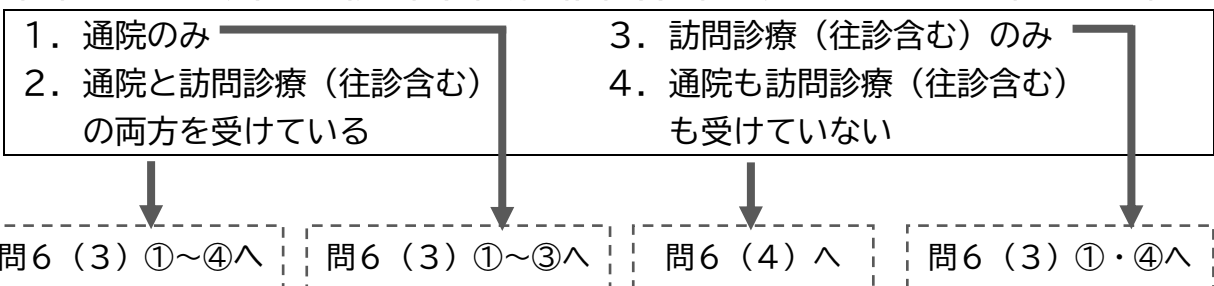 1．通院のみ
2．通院と訪問診療（往診含む）
の両方を受けている
3．訪問診療（往診含む）のみ
4．通院も訪問診療（往診含む）
も受けていない
問6（3）①～④へ
問6（3）①～③へ
問6（4）へ
問6（3）①・④へ